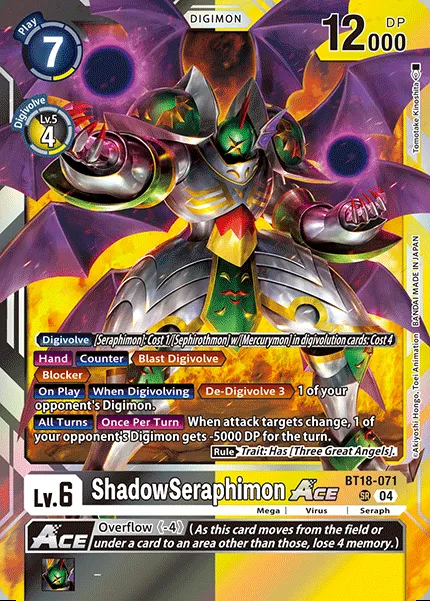 DIGIMON
Play
7
DP
12000
Digivolve
Lv.5
4
Tomotake Kinoshita
©Akiyoshi Hongo, Toei Animation BANDAI MADE IN JAPAN
Digivolve [Seraphimon]: Cost 1/[Sephirothmon] w/[Mercurymon] in digivolution cards: Cost 4
Hand Counter Blast Digivolve
Blocker
On Play When Digivolving De-Digivolve 3 1 of your
opponent's Digimon.
All Turns Once Per Turn When attack targets change, 1 of
your opponent's Digimon gets -5000 DP for the turn.
Rule Trait: Has [Three Great Angels].
BT18-071
Lv.6 ShadowSeraphimon ACE SR 04
Mega Virus Seraph
ACE Overflow ⟨-4⟩ (As this card moves from the field or
under a card to an area other than those, lose 4 memory.)
–